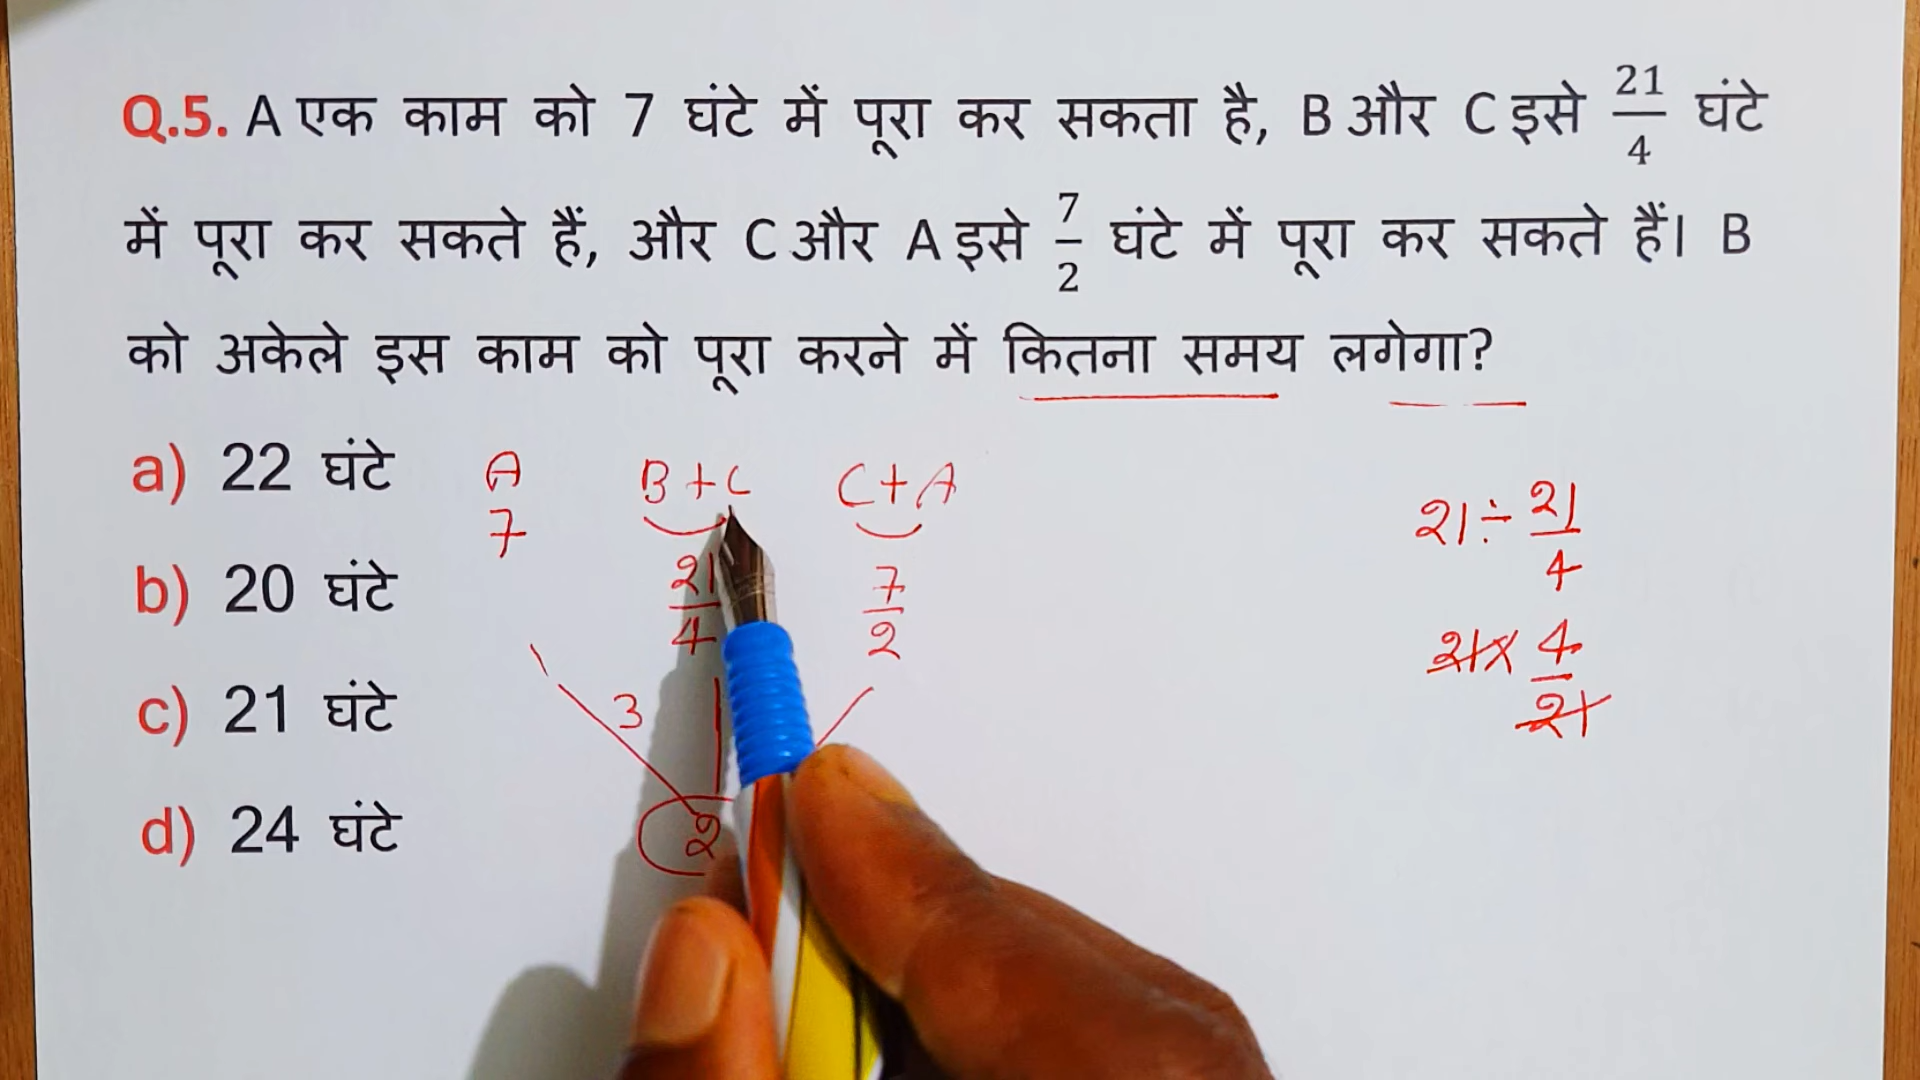 Q.5. A एक काम को 7 घंटे में पूरा कर सकता है, B और C इसे 21/4 घंटे
में पूरा कर सकते हैं, और C और A इसे 7/2 घंटे में पूरा कर सकते हैं। B
को अकेले इस काम को पूरा करने में कितना समय लगेगा?
a) 22 घंटे
b) 20 घंटे
c) 21 घंटे
d) 24 घंटे
A B+C C+A
7 21/4 7/2
3
2
21÷21/4
21×4/21